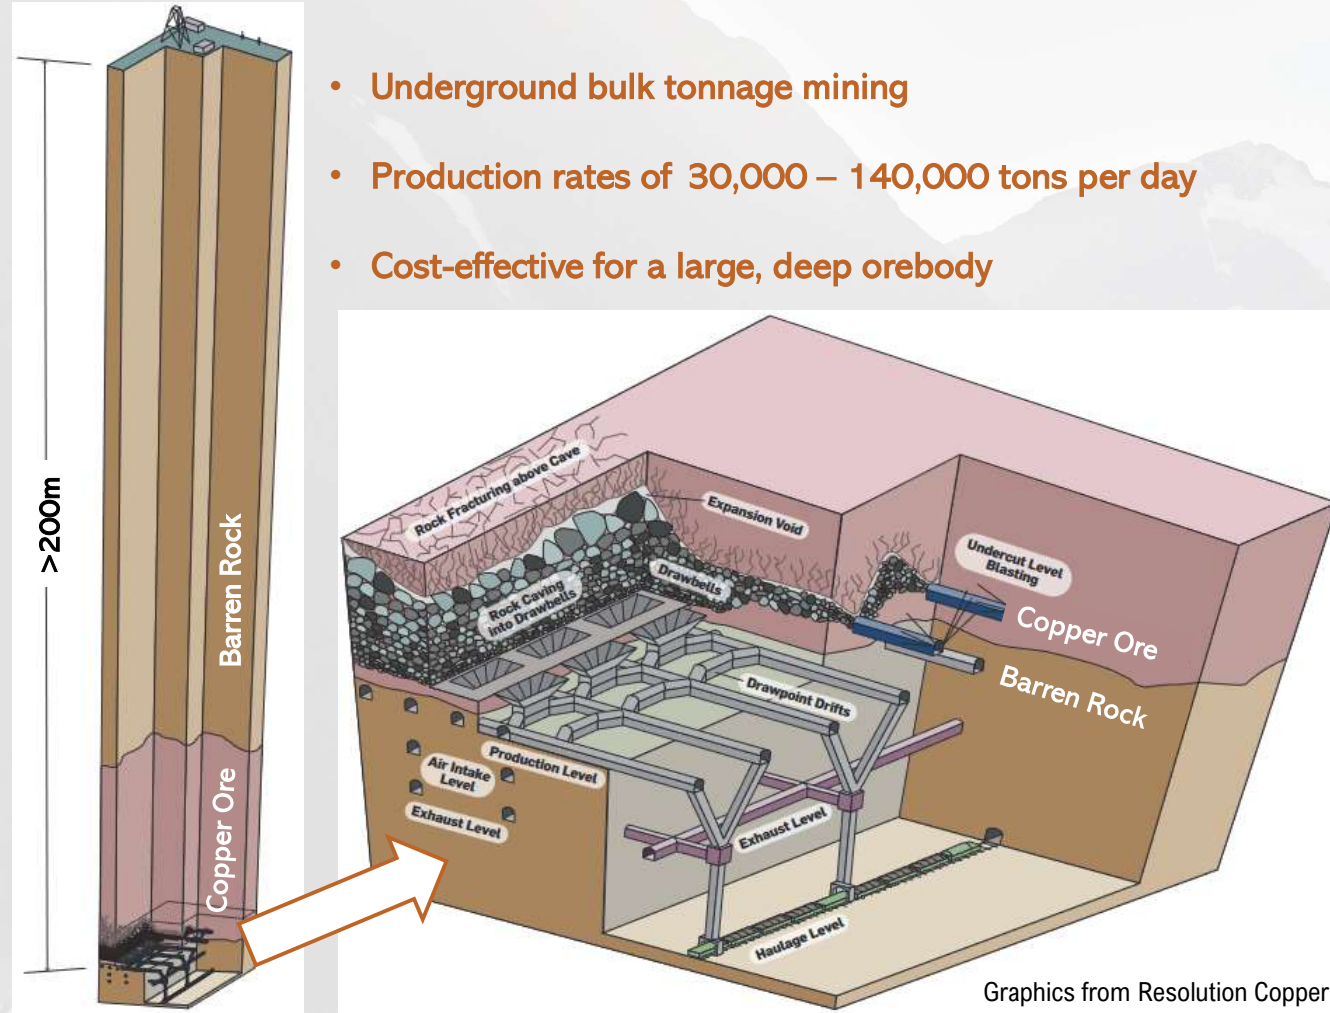 • Underground bulk tonnage mining
• Production rates of 30,000 – 140,000 tons per day
• Cost-effective for a large, deep orebody
>200m
Barren Rock
Copper Ore
Rock Fracturing above Cave
Expansion Void
Undercut Level
Blasting
Drawbells
Rock Caving
into Drawbells
Copper Ore
Barren Rock
Drawpoint Drifts
Production Level
Air Intake
Level
Exhaust Level
Exhaust Level
Haulage Level
Graphics from Resolution Copper